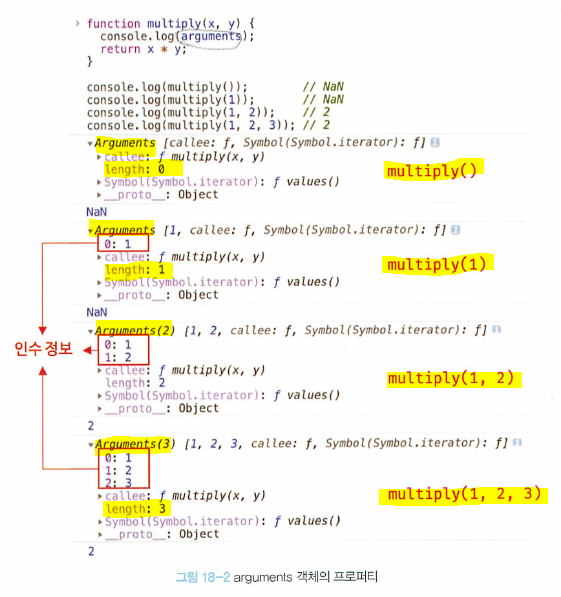 › function multiply(x, y) {
console.log(arguments);
return x * y;
}
console.log(multiply()); // NaN
console.log(multiply(1)); // NaN
console.log(multiply(1, 2)); // 2
console.log(multiply(1, 2, 3)); // 2
▼Arguments [callee: ƒ, Symbol(Symbol.iterator): ƒ] i
▶callee: ƒ multiply(x, y)
length: 0
multiply()
▶Symbol(Symbol.iterator): ƒ values()
▶__proto__: Object
NaN
▼Arguments [1, callee: ƒ, Symbol(Symbol.iterator): ƒ] i
0: 1
▶callee: ƒ multiply(x, y)
length: 1
multiply(1)
▶Symbol(Symbol.iterator): ƒ values()
▶__proto__: Object
NaN
▼Arguments(2) [1, 2, callee: ƒ, Symbol(Symbol.iterator): ƒ] i
0: 1
인수 정보
1: 2
▶callee: ƒ multiply(x, y)
length: 2
multiply(1, 2)
▶Symbol(Symbol.iterator): ƒ values()
▶__proto__: Object
2
▼Arguments(3) [1, 2, 3, callee: ƒ, Symbol(Symbol.iterator): ƒ] i
0: 1
1: 2
2: 3
▶callee: ƒ multiply(x, y)
multiply(1, 2, 3)
length: 3
▶Symbol(Symbol.iterator): ƒ values()
▶__proto__: Object
2
그림 18-2 arguments 객체의 프로퍼티